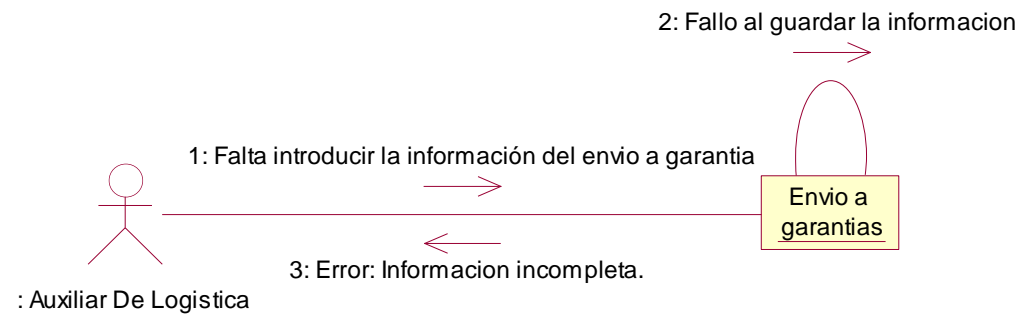 2: Fallo al guardar la informacion
1: Falta introducir la información del envio a garantia
Envio a
garantias
3: Error: Informacion incompleta.
: Auxiliar De Logistica